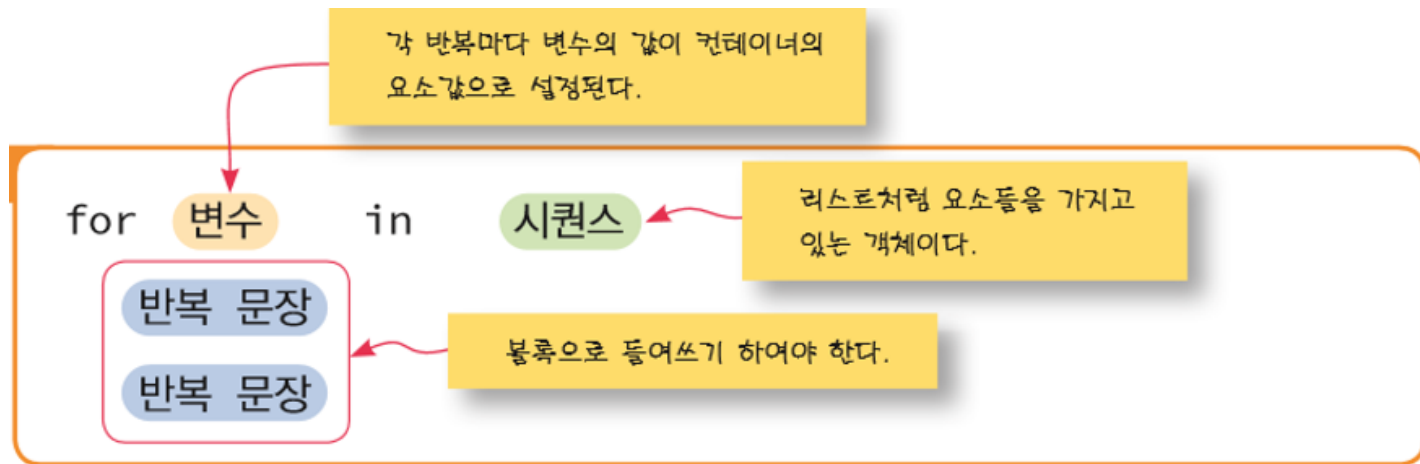 각 반복마다 변수의 값이 컨테이너의
요소값으로 설정된다.
for 변수 in 시퀀스
리스트처럼 요소들을 가지고
있는 객체이다.
반복 문장
블록으로 들여쓰기 하여야 한다.
반복 문장